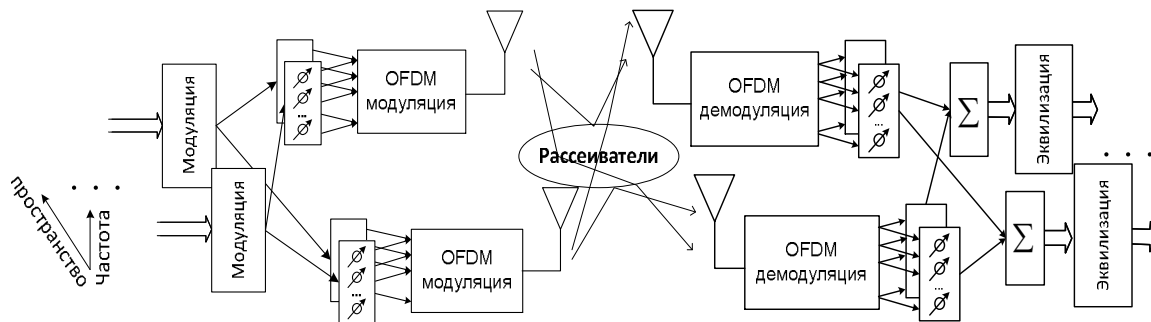 Модуляция
Модуляция
...
OFDM
модуляция
...
OFDM
модуляция
Рассеиватели
OFDM
демодуляция
...
OFDM
демодуляция
...
Σ
Σ
Эквилизация
Эквилизация
. . .
. . .
пространство
Частота